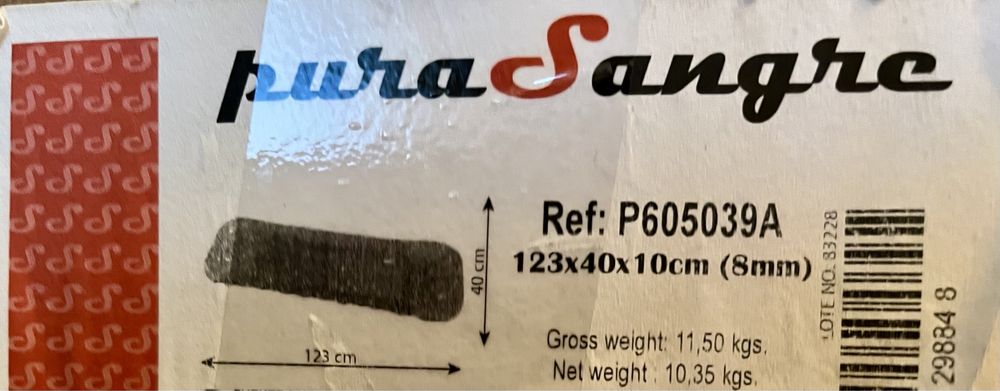 puraSangre
Ref: P605039A
123x40x10cm (8mm)
40 cm
123 cm
Gross weight: 11,50 kgs.
Net weight : 10,35 kgs.
LOTE NO: 83228
29884 8